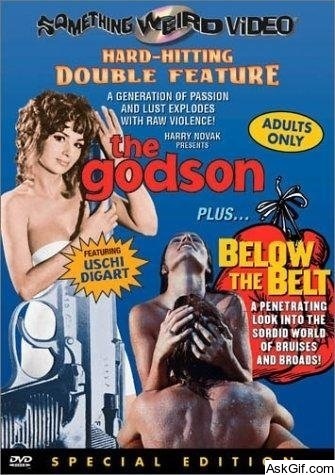 SOMETHING WEIRD VIDEO
HARD-HITTING
DOUBLE FEATURE
A GENERATION OF PASSION
AND LUST EXPLODES
WITH RAW VIOLENCE!
HARRY NOVAK
PRESENTS
ADULTS
ONLY
the
godson
PLUS...
FEATURING
USCHI
DIGART
BELOW
THE BELT
A PENETRATING
LOOK INTO THE
SORDID WORLD
OF BRUISES
AND BROADS!
DVD
VIDEO
SPECIAL EDITION
AskGif.com